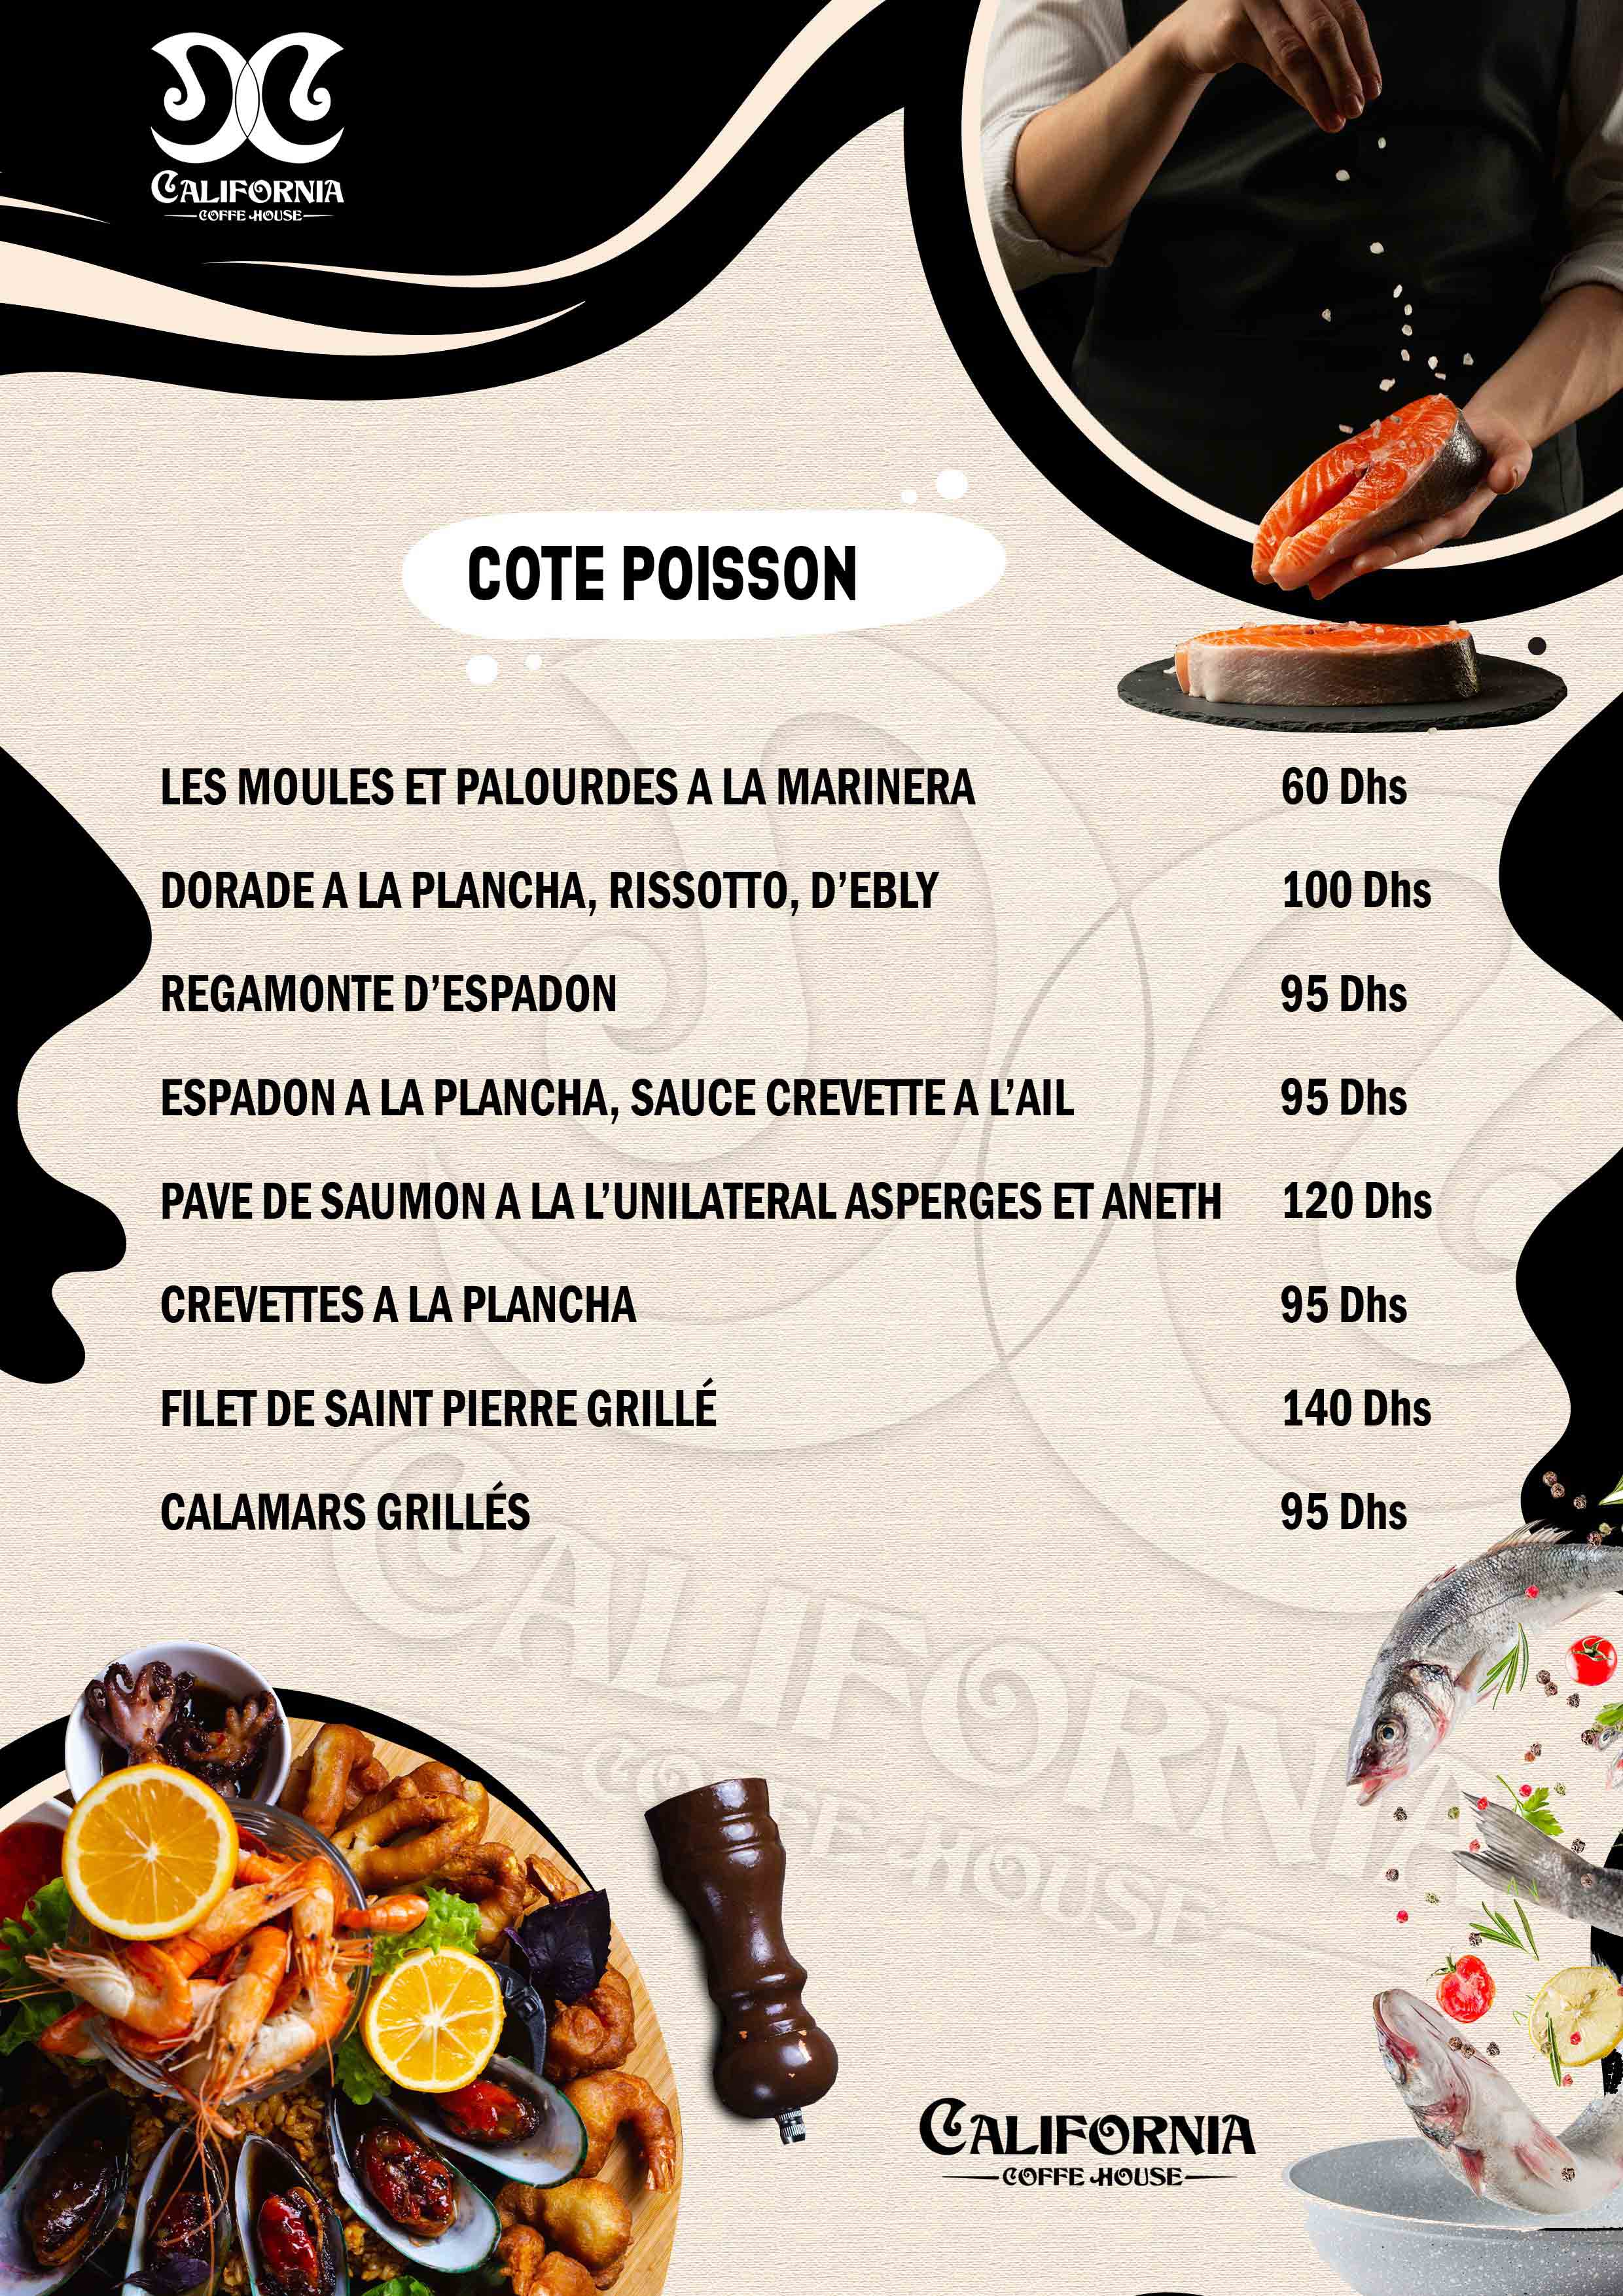 CALIFORNIA
COFFE HOUSE
COTE POISSON
LES MOULES ET PALOURDES A LA MARINERA 60 Dhs
DORADE A LA PLANCHA, RISSOTTO, D’EBLY 100 Dhs
REGAMONTE D’ESPADON 95 Dhs
ESPADON A LA PLANCHA, SAUCE CREVETTE A L’AIL 95 Dhs
PAVE DE SAUMON A LA L’UNILATERAL ASPERGES ET ANETH 120 Dhs
CREVETTES A LA PLANCHA 95 Dhs
FILET DE SAINT PIERRE GRILLÉ 140 Dhs
CALAMARS GRILLÉS 95 Dhs
CALIFORNIA
COFFE HOUSE
CALIFORNIA
COFFE HOUSE